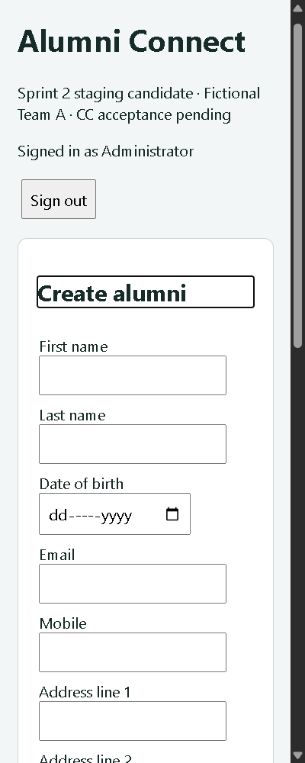 Alumni Connect
Sprint 2 staging candidate · Fictional
Team A · CC acceptance pending
Signed in as Administrator
Sign out
Create alumni
First name
Last name
Date of birth
dd-----yyyy
Email
Mobile
Address line 1
Address line 2